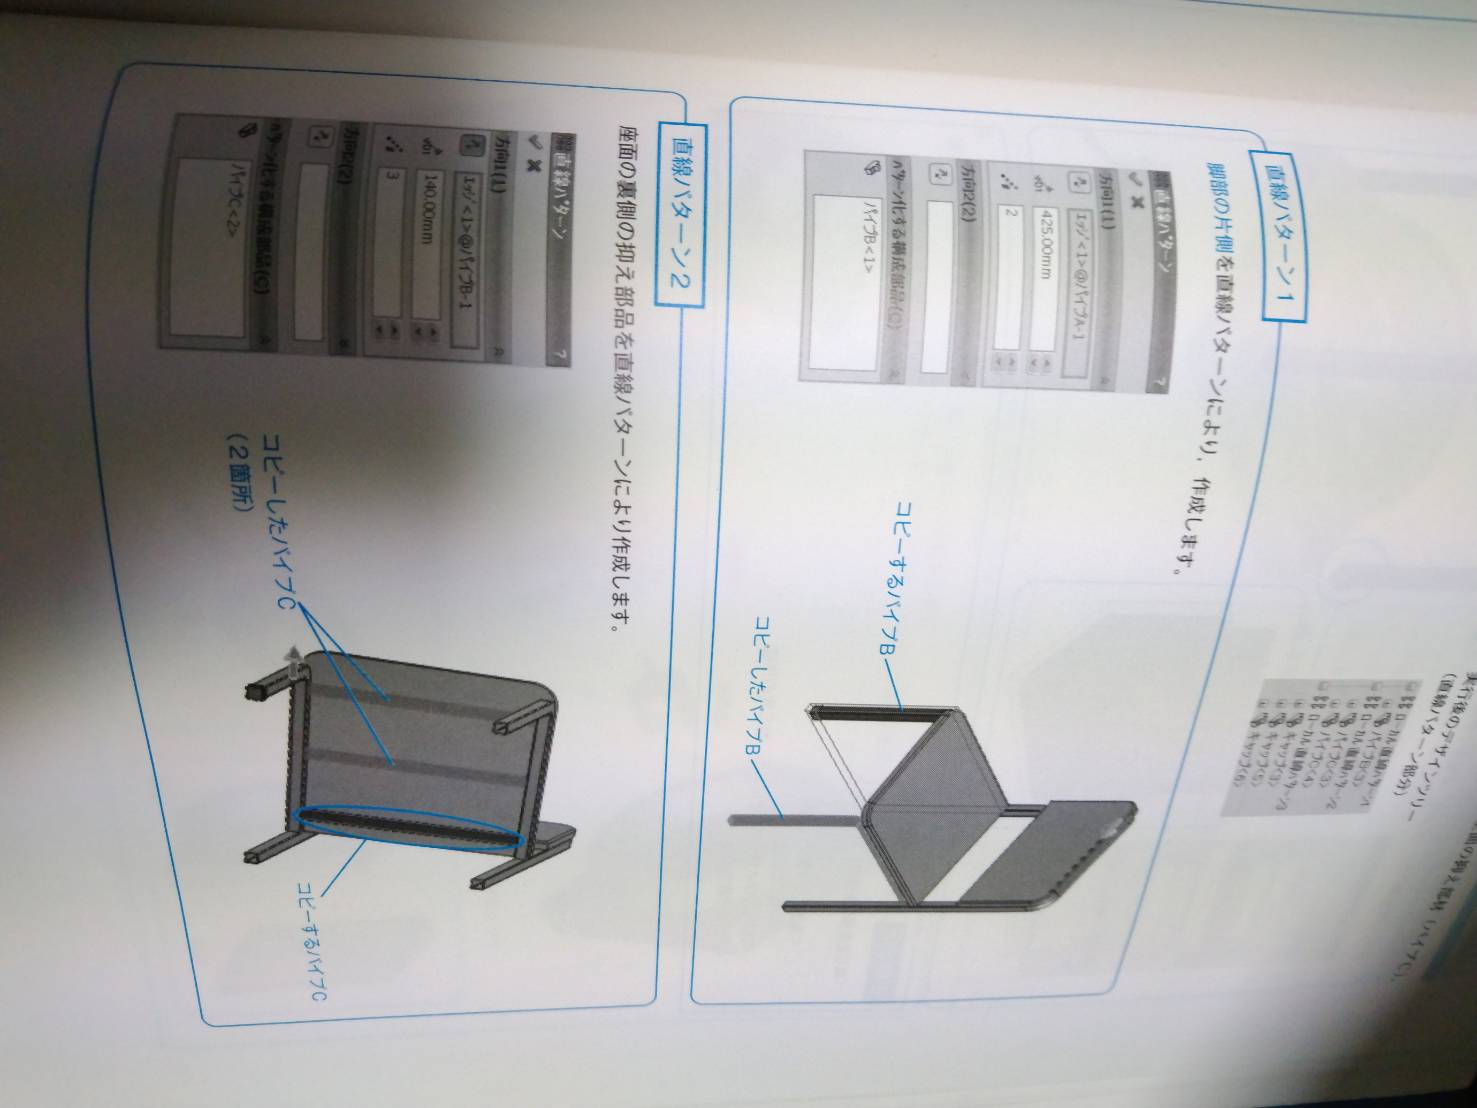 面の抑え部材（パイプC），
実行後のデザインツリー
（直線パターン部分）
ローカル直線パターン1
パイプB<3>
ローカル直線パターン2
パイプC<3>
パイプC<4>
ローカル直線パターン3
キャップ<3>
キャップ<5>
キャップ<6>
直線パターン1
脚部の片側を直線パターンにより，作成します。
直線パターン ?
方向1(1)
エッジ<1>@パイプA-1
D1
425.00mm
2
方向2(2)
パターン化する構成部品(C)
パイプB<1>
コピーするパイプB
コピーしたパイプB
直線パターン2
座面の裏側の抑え部品を直線パターンにより作成します。
直線パターン ?
方向1(1)
エッジ<1>@パイプB-1
D1
140.00mm
3
方向2(2)
パターン化する構成部品(C)
パイプC<2>
コピーしたパイプC
（2箇所）
コピーするパイプC